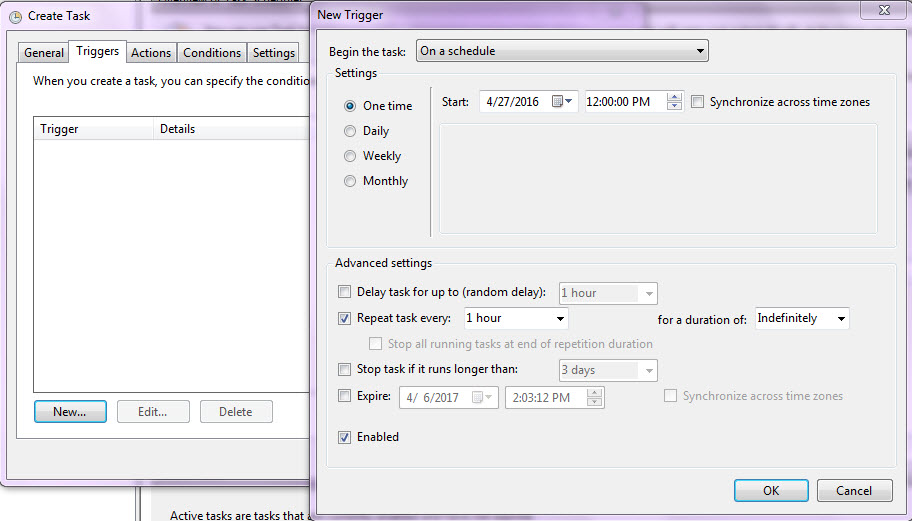 Create Task
General Triggers Actions Conditions Settings
When you create a task, you can specify the conditio
Trigger Details
New... Edit... Delete
New Trigger
Begin the task: On a schedule
Settings
One time
Daily
Weekly
Monthly
Start: 4/27/2016 12:00:00 PM Synchronize across time zones
Advanced settings
Delay task for up to (random delay): 1 hour
Repeat task every: 1 hour for a duration of: Indefinitely
Stop all running tasks at end of repetition duration
Stop task if it runs longer than: 3 days
Expire: 4/ 6/2017 2:03:12 PM Synchronize across time zones
Enabled
OK Cancel
Active tasks are tasks that